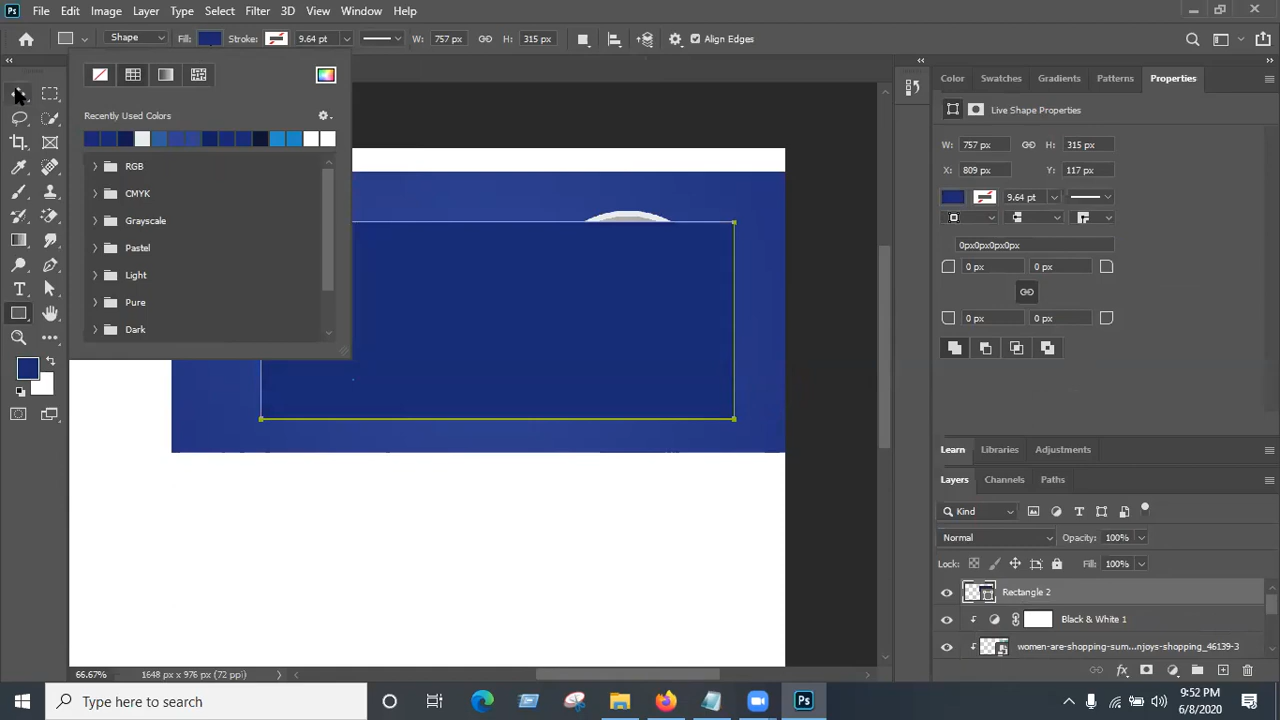 Ps File Edit Image Layer Type Select Filter 3D View Window Help
Shape Fill: Stroke: 9.64 pt W: 757 px H: 315 px Align Edges
Color Swatches Gradients Patterns Properties
Live Shape Properties
Recently Used Colors
RGB
CMYK
Grayscale
Pastel
Light
Pure
Dark
W: 757 px H: 315 px
X: 809 px Y: 117 px
9.64 pt
0px0px0px0px
0 px 0 px
0 px 0 px
Learn Libraries Adjustments
Layers Channels Paths
Kind
Normal Opacity: 100%
Lock: Fill: 100%
Rectangle 2
Black & White 1
women-are-shopping-sum...njoys-shopping_46139-3
66.67% 1648 px x 976 px (72 ppi)
Type here to search
Ps
9:52 PM
6/8/2020